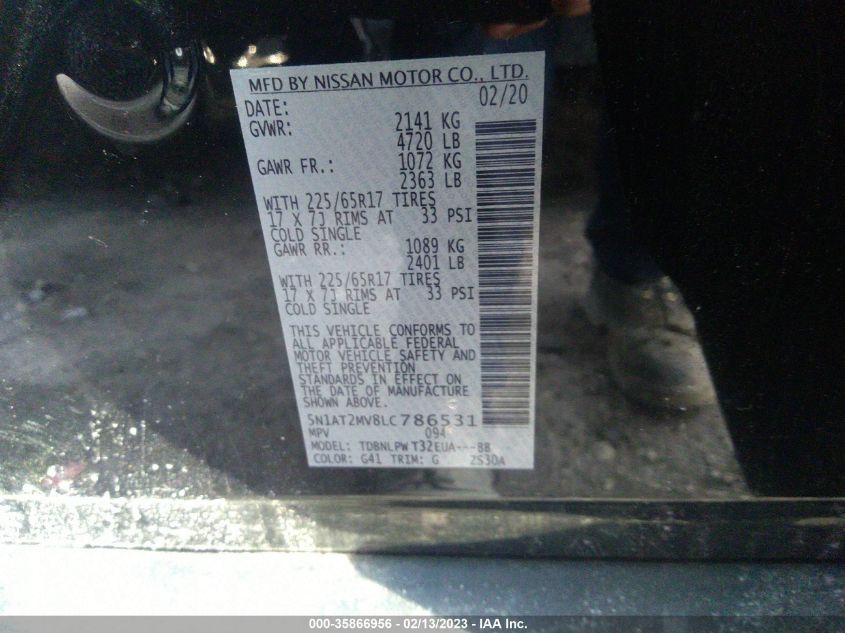 MFD BY NISSAN MOTOR CO., LTD.
DATE: 02/20
GVWR: 2141 KG
4720 LB
GAWR FR.: 1072 KG
2363 LB
WITH 225/65R17 TIRES
17 X 7J RIMS AT 33 PSI
COLD SINGLE
GAWR RR.: 1089 KG
2401 LB
WITH 225/65R17 TIRES
17 X 7J RIMS AT 33 PSI
COLD SINGLE
THIS VEHICLE CONFORMS TO
ALL APPLICABLE FEDERAL
MOTOR VEHICLE SAFETY AND
THEFT PREVENTION
STANDARDS IN EFFECT ON
THE DATE OF MANUFACTURE
SHOWN ABOVE.
5N1AT2MV8LC786531
MPV 094
MODEL: TDBNLPW T32EUA---BB
COLOR: G41 TRIM: G 2S30A
000-35866956 - 02/13/2023 - IAA Inc.